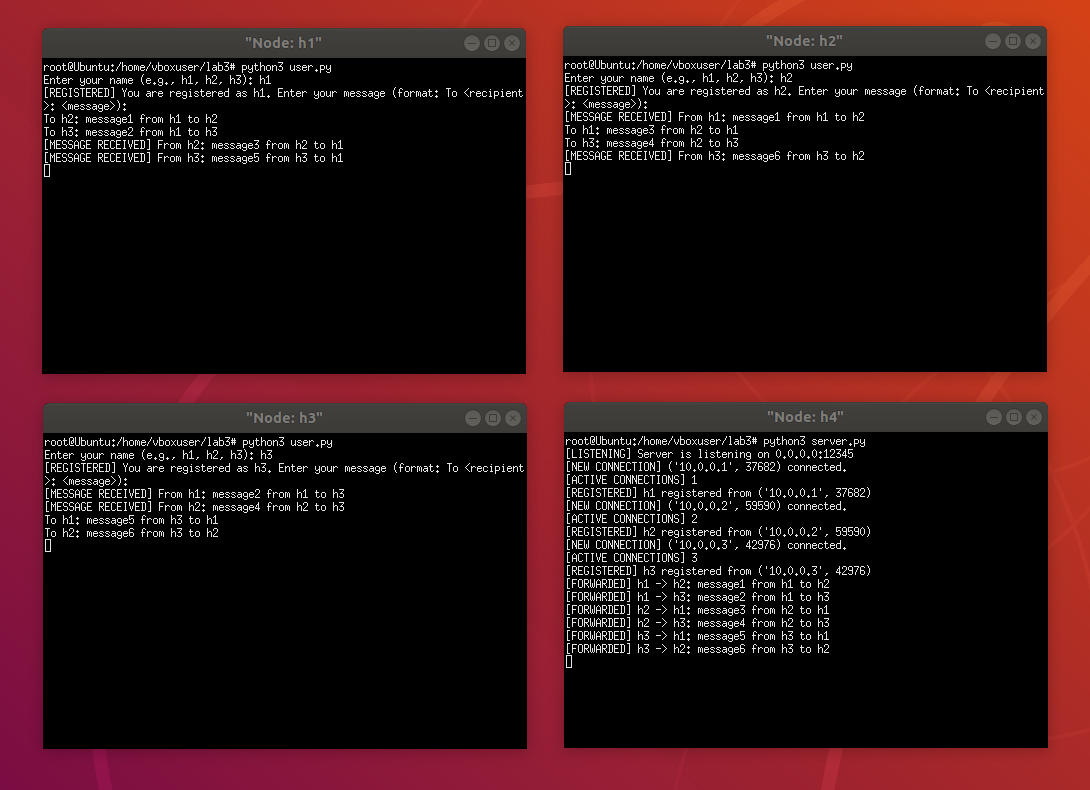 "Node: h1"
root@Ubuntu:/home/vboxuser/lab3# python3 user.py
Enter your name (e.g., h1, h2, h3): h1
[REGISTERED] You are registered as h1. Enter your message (format: To <recipient
>: <message>):
To h2: message1 from h1 to h2
To h3: message2 from h1 to h3
[MESSAGE RECEIVED] From h2: message3 from h2 to h1
[MESSAGE RECEIVED] From h3: message5 from h3 to h1
"Node: h2"
root@Ubuntu:/home/vboxuser/lab3# python3 user.py
Enter your name (e.g., h1, h2, h3): h2
[REGISTERED] You are registered as h2. Enter your message (format: To <recipient
>: <message>):
[MESSAGE RECEIVED] From h1: message1 from h1 to h2
To h1: message3 from h2 to h1
To h3: message4 from h2 to h3
[MESSAGE RECEIVED] From h3: message6 from h3 to h2
"Node: h3"
root@Ubuntu:/home/vboxuser/lab3# python3 user.py
Enter your name (e.g., h1, h2, h3): h3
[REGISTERED] You are registered as h3. Enter your message (format: To <recipient
>: <message>):
[MESSAGE RECEIVED] From h1: message2 from h1 to h3
[MESSAGE RECEIVED] From h2: message4 from h2 to h3
To h1: message5 from h3 to h1
To h2: message6 from h3 to h2
"Node: h4"
root@Ubuntu:/home/vboxuser/lab3# python3 server.py
[LISTENING] Server is listening on 0.0.0.0:12345
[NEW CONNECTION] ('10.0.0.1', 37682) connected.
[ACTIVE CONNECTIONS] 1
[REGISTERED] h1 registered from ('10.0.0.1', 37682)
[NEW CONNECTION] ('10.0.0.2', 59590) connected.
[ACTIVE CONNECTIONS] 2
[REGISTERED] h2 registered from ('10.0.0.2', 59590)
[NEW CONNECTION] ('10.0.0.3', 42976) connected.
[ACTIVE CONNECTIONS] 3
[REGISTERED] h3 registered from ('10.0.0.3', 42976)
[FORWARDED] h1 -> h2: message1 from h1 to h2
[FORWARDED] h1 -> h3: message2 from h1 to h3
[FORWARDED] h2 -> h1: message3 from h2 to h1
[FORWARDED] h2 -> h3: message4 from h2 to h3
[FORWARDED] h3 -> h1: message5 from h3 to h1
[FORWARDED] h3 -> h2: message6 from h3 to h2